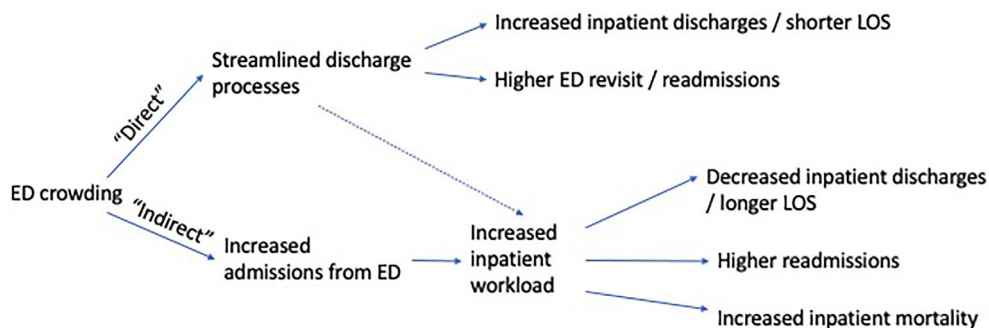 Increased inpatient discharges / shorter LOS
Streamlined discharge
processes
Higher ED revisit / readmissions
"Direct"
ED crowding
"Indirect"
Increased
admissions from ED
Increased
inpatient
workload
Decreased inpatient discharges
/ longer LOS
Higher readmissions
Increased inpatient mortality